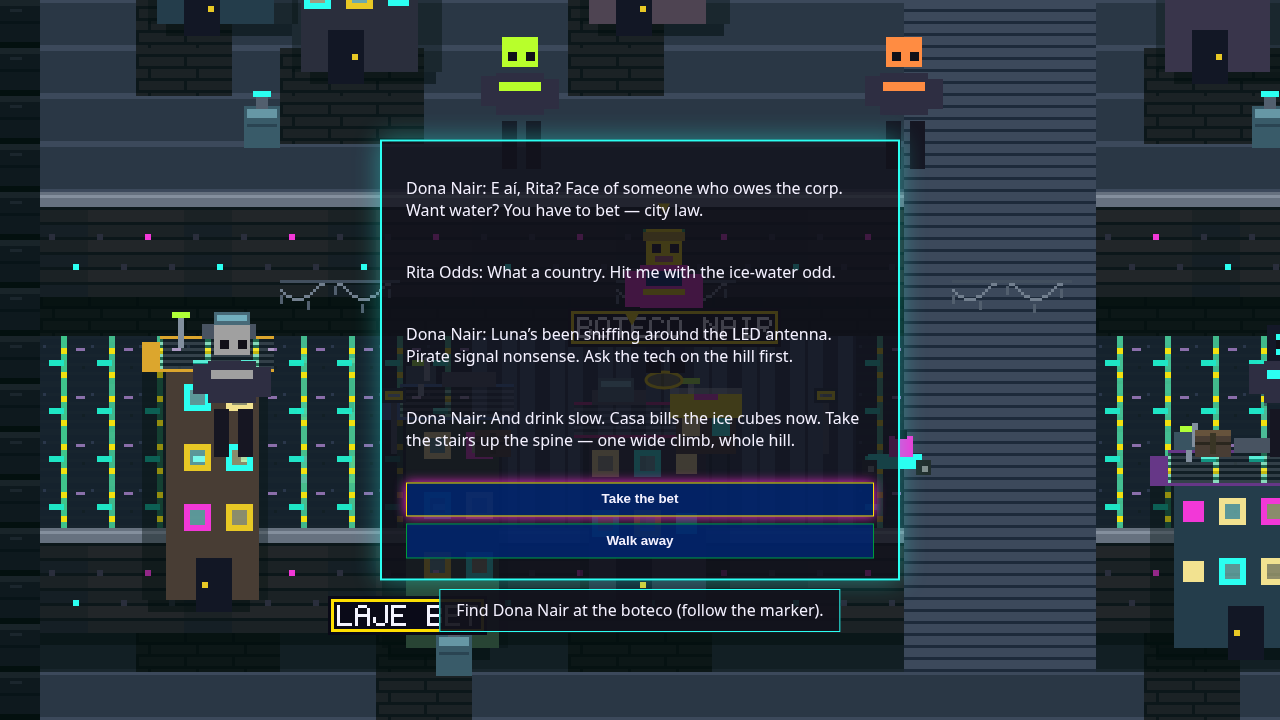 Dona Nair: E aí, Rita? Face of someone who owes the corp.
Want water? You have to bet — city law.
Rita Odds: What a country. Hit me with the ice-water odd.
BOTECO NAIR
Dona Nair: Luna’s been sniffing around the LED antenna.
Pirate signal nonsense. Ask the tech on the hill first.
Dona Nair: And drink slow. Casa bills the ice cubes now. Take
the stairs up the spine — one wide climb, whole hill.
Take the bet
Walk away
Find Dona Nair at the boteco (follow the marker).
LAJE